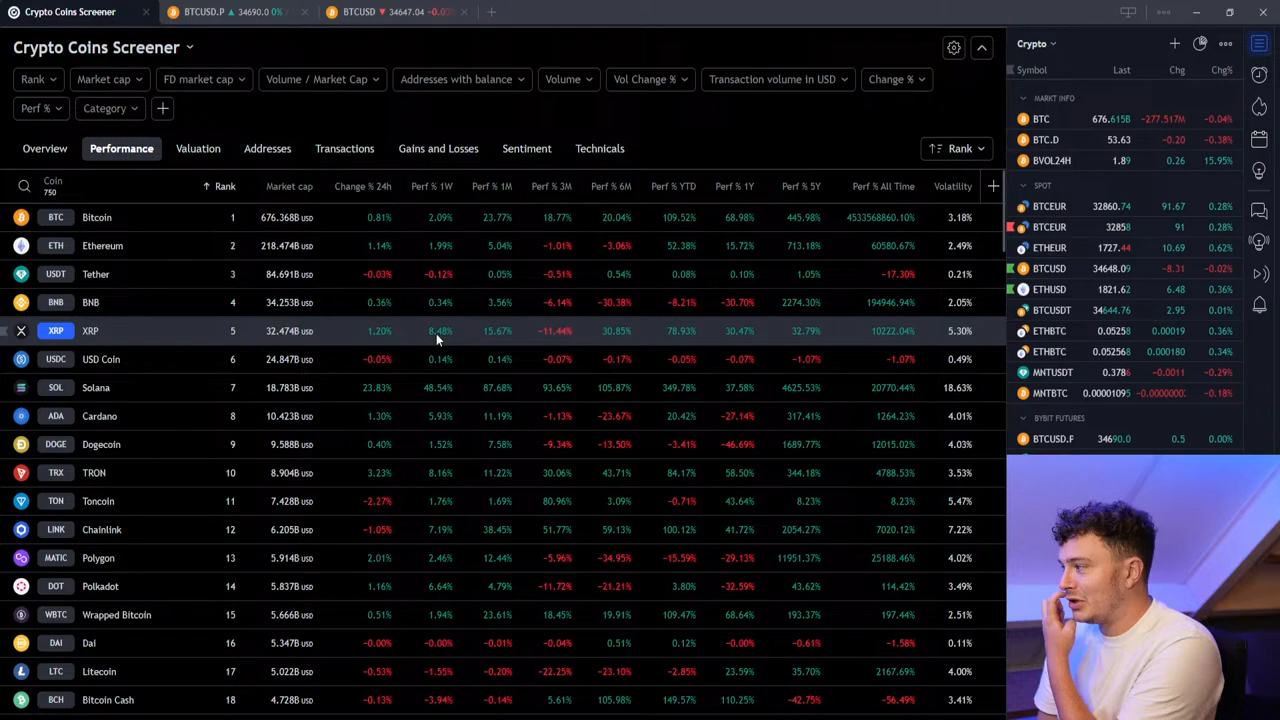 Crypto Coins Screener
BTCUSD.P ▲ 34690.0 0%
BTCUSD ▼ 34647.04 −0.03%
Crypto Coins Screener
Rank Market cap FD market cap Volume / Market Cap Addresses with balance Volume Vol Change % Transaction volume in USD Change %
Perf % Category
Overview Performance Valuation Addresses Transactions Gains and Losses Sentiment Technicals Rank
Coin 750 Rank Market cap Change % 24h Perf % 1W Perf % 1M Perf % 3M Perf % 6M Perf % YTD Perf % 1Y Perf % 5Y Perf % All Time Volatility
BTC Bitcoin 1 676.368B USD 0.81% 2.09% 23.77% 18.77% 20.04% 109.52% 68.98% 445.98% 4533568860.10% 3.18%
ETH Ethereum 2 218.474B USD 1.14% 1.99% 5.04% −1.01% −3.06% 52.38% 15.72% 713.18% 60580.67% 2.49%
USDT Tether 3 84.691B USD −0.03% −0.12% 0.05% −0.51% 0.54% 0.08% 0.10% 1.05% −17.30% 0.21%
BNB BNB 4 34.253B USD 0.36% 0.34% 3.56% −6.14% −30.38% −8.21% −30.70% 2274.30% 194946.94% 2.05%
XRP XRP 5 32.474B USD 1.20% 8.48% 15.67% −11.44% 30.85% 78.93% 30.47% 32.79% 10222.04% 5.30%
USDC USD Coin 6 24.847B USD −0.05% 0.14% 0.14% −0.07% −0.17% −0.05% −0.07% −1.07% −1.07% 0.49%
SOL Solana 7 18.783B USD 23.83% 48.54% 87.68% 93.65% 105.87% 349.78% 37.58% 4625.53% 20770.44% 18.63%
ADA Cardano 8 10.423B USD 1.30% 5.93% 11.19% −1.13% −23.67% 20.42% −27.14% 317.41% 1264.23% 4.01%
DOGE Dogecoin 9 9.588B USD 0.40% 1.52% 7.58% −9.34% −13.50% −3.41% −46.69% 1689.77% 12015.02% 4.03%
TRX TRON 10 8.904B USD 3.23% 8.16% 11.22% 30.06% 43.71% 84.17% 58.50% 344.18% 4788.53% 3.53%
TON Toncoin 11 7.428B USD −2.27% 1.76% 1.69% 80.96% 3.09% −0.71% 43.64% 8.23% 8.23% 5.47%
LINK Chainlink 12 6.205B USD −1.05% 7.19% 38.45% 51.77% 59.13% 100.12% 41.72% 2054.27% 7020.12% 7.22%
MATIC Polygon 13 5.914B USD 2.01% 2.46% 12.44% −5.96% −34.95% −15.59% −29.13% 11951.37% 25188.46% 4.02%
DOT Polkadot 14 5.837B USD 1.16% 6.64% 4.79% −11.72% −21.21% 3.80% −32.59% 43.62% 114.42% 3.49%
WBTC Wrapped Bitcoin 15 5.666B USD 0.51% 1.94% 23.61% 18.45% 19.91% 109.47% 68.64% 193.37% 197.44% 2.51%
DAI Dai 16 5.347B USD −0.00% −0.00% −0.01% −0.04% 0.51% 0.12% −0.00% −0.61% −1.58% 0.11%
LTC Litecoin 17 5.022B USD −0.53% −1.55% −0.20% −22.25% −23.10% −2.85% 23.59% 35.70% 2167.69% 4.00%
BCH Bitcoin Cash 18 4.728B USD −0.13% −3.94% −0.14% 5.61% 105.98% 149.57% 110.25% −42.75% −56.49% 3.41%
Crypto
Symbol Last Chg Chg%
MARKT INFO
BTC 676.615B −277.517M −0.04%
BTC.D 53.63 −0.20 −0.38%
BVOL24H 1.89 0.26 15.95%
SPOT
BTCEUR 32860.74 91.67 0.28%
BTCEUR 32858 91 0.28%
ETHEUR 1727.44 10.69 0.62%
BTCUSD 34648.09 −8.31 −0.02%
ETHUSD 1821.62 6.48 0.36%
BTCUSDT 34644.76 2.95 0.01%
ETHBTC 0.05258 0.00019 0.36%
ETHBTC 0.052568 0.000180 0.34%
MNTUSDT 0.3786 −0.0011 −0.29%
MNTBTC 0.00001095 −0.18%
BYBIT FUTURES
BTCUSD.P 34690.0 0.5 0.00%